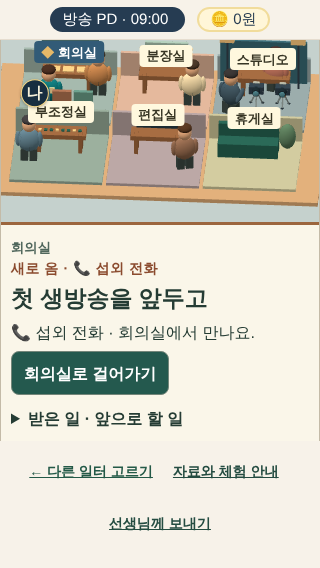 방송 PD · 09:00
🪙 0원
◆ 회의실
분장실
스튜디오
나
부조정실
편집실
휴게실
회의실
새로 옴 · 📞 섭외 전화
첫 생방송을 앞두고
📞 섭외 전화 · 회의실에서 만나요.
회의실로 걸어가기
▶ 받은 일 · 앞으로 할 일
← 다른 일터 고르기
자료와 체험 안내
선생님께 보내기